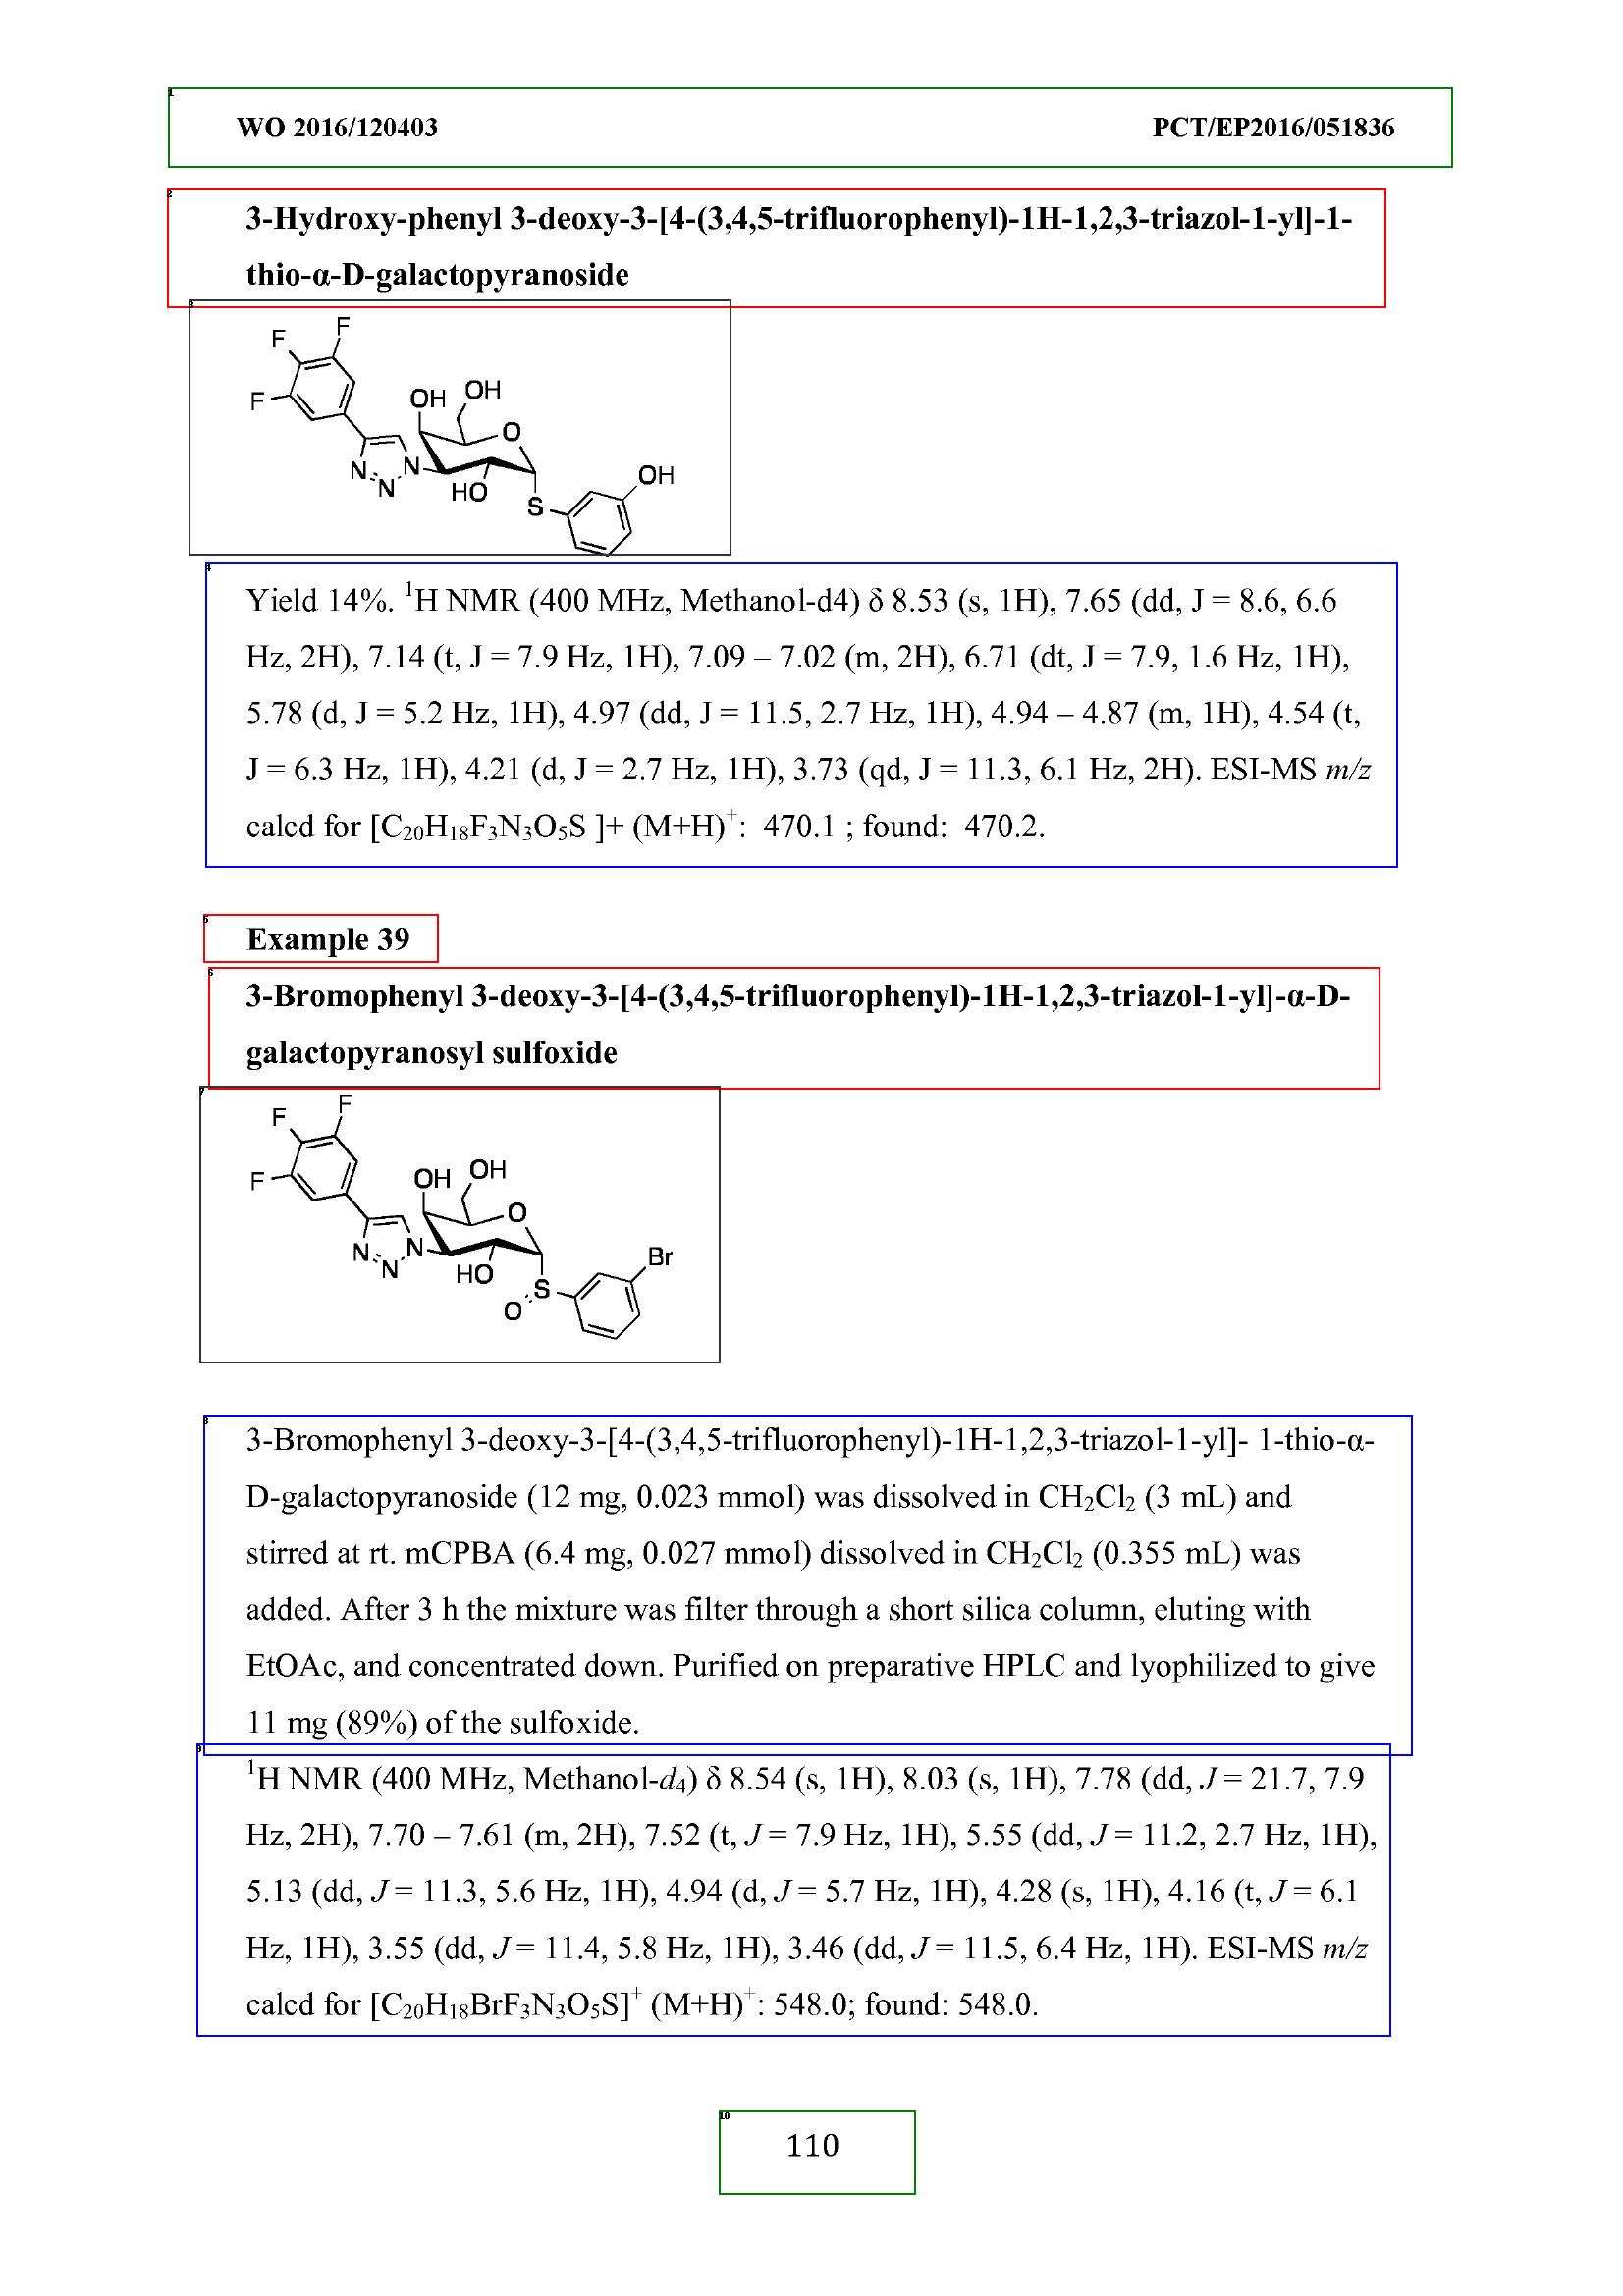 1
WO 2016/120403 PCT/EP2016/051836
2
3-Hydroxy-phenyl 3-deoxy-3-[4-(3,4,5-trifluorophenyl)-1H-1,2,3-triazol-1-yl]-1-
thio-α-D-galactopyranoside
3
F
F
F
OH
OH
O
N
N
N
HO
OH
S
4
Yield 14%. ¹H NMR (400 MHz, Methanol-d4) δ 8.53 (s, 1H), 7.65 (dd, J = 8.6, 6.6
Hz, 2H), 7.14 (t, J = 7.9 Hz, 1H), 7.09 – 7.02 (m, 2H), 6.71 (dt, J = 7.9, 1.6 Hz, 1H),
5.78 (d, J = 5.2 Hz, 1H), 4.97 (dd, J = 11.5, 2.7 Hz, 1H), 4.94 – 4.87 (m, 1H), 4.54 (t,
J = 6.3 Hz, 1H), 4.21 (d, J = 2.7 Hz, 1H), 3.73 (qd, J = 11.3, 6.1 Hz, 2H). ESI-MS m/z
calcd for [C₂₀H₁₈F₃N₃O₅S ]+ (M+H)⁺: 470.1 ; found: 470.2.
5
Example 39
6
3-Bromophenyl 3-deoxy-3-[4-(3,4,5-trifluorophenyl)-1H-1,2,3-triazol-1-yl]-α-D-
galactopyranosyl sulfoxide
7
F
F
F
OH
OH
O
N
N
N
HO
Br
S
O
8
3-Bromophenyl 3-deoxy-3-[4-(3,4,5-trifluorophenyl)-1H-1,2,3-triazol-1-yl]- 1-thio-α-
D-galactopyranoside (12 mg, 0.023 mmol) was dissolved in CH₂Cl₂ (3 mL) and
stirred at rt. mCPBA (6.4 mg, 0.027 mmol) dissolved in CH₂Cl₂ (0.355 mL) was
added. After 3 h the mixture was filter through a short silica column, eluting with
EtOAc, and concentrated down. Purified on preparative HPLC and lyophilized to give
11 mg (89%) of the sulfoxide.
9
¹H NMR (400 MHz, Methanol-d₄) δ 8.54 (s, 1H), 8.03 (s, 1H), 7.78 (dd, J = 21.7, 7.9
Hz, 2H), 7.70 – 7.61 (m, 2H), 7.52 (t, J = 7.9 Hz, 1H), 5.55 (dd, J = 11.2, 2.7 Hz, 1H),
5.13 (dd, J = 11.3, 5.6 Hz, 1H), 4.94 (d, J = 5.7 Hz, 1H), 4.28 (s, 1H), 4.16 (t, J = 6.1
Hz, 1H), 3.55 (dd, J = 11.4, 5.8 Hz, 1H), 3.46 (dd, J = 11.5, 6.4 Hz, 1H). ESI-MS m/z
calcd for [C₂₀H₁₈BrF₃N₃O₅S]⁺ (M+H)⁺: 548.0; found: 548.0.
10
110